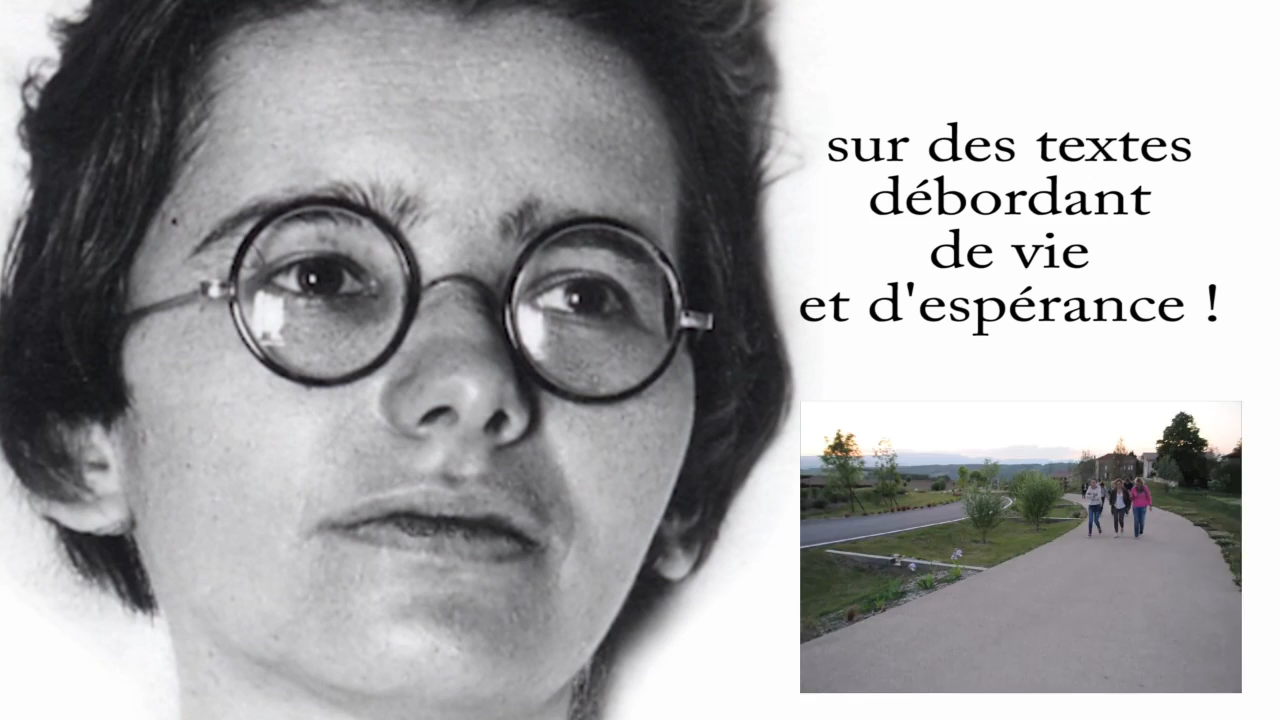 sur des textes
débordant
de vie
et d'espérance !